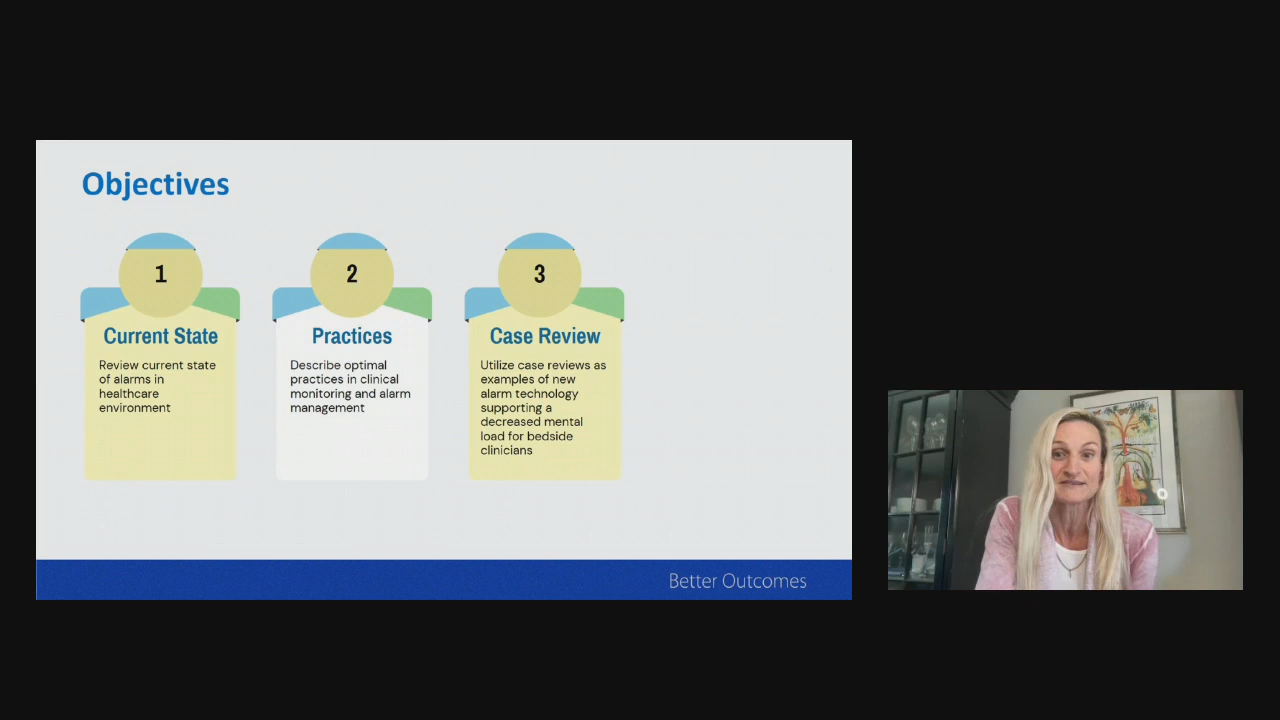 Objectives
1
Current State
Review current state
of alarms in
healthcare
environment
2
Practices
Describe optimal
practices in clinical
monitoring and alarm
management
3
Case Review
Utilize case reviews as
examples of new
alarm technology
supporting a
decreased mental
load for bedside
clinicians
Better Outcomes